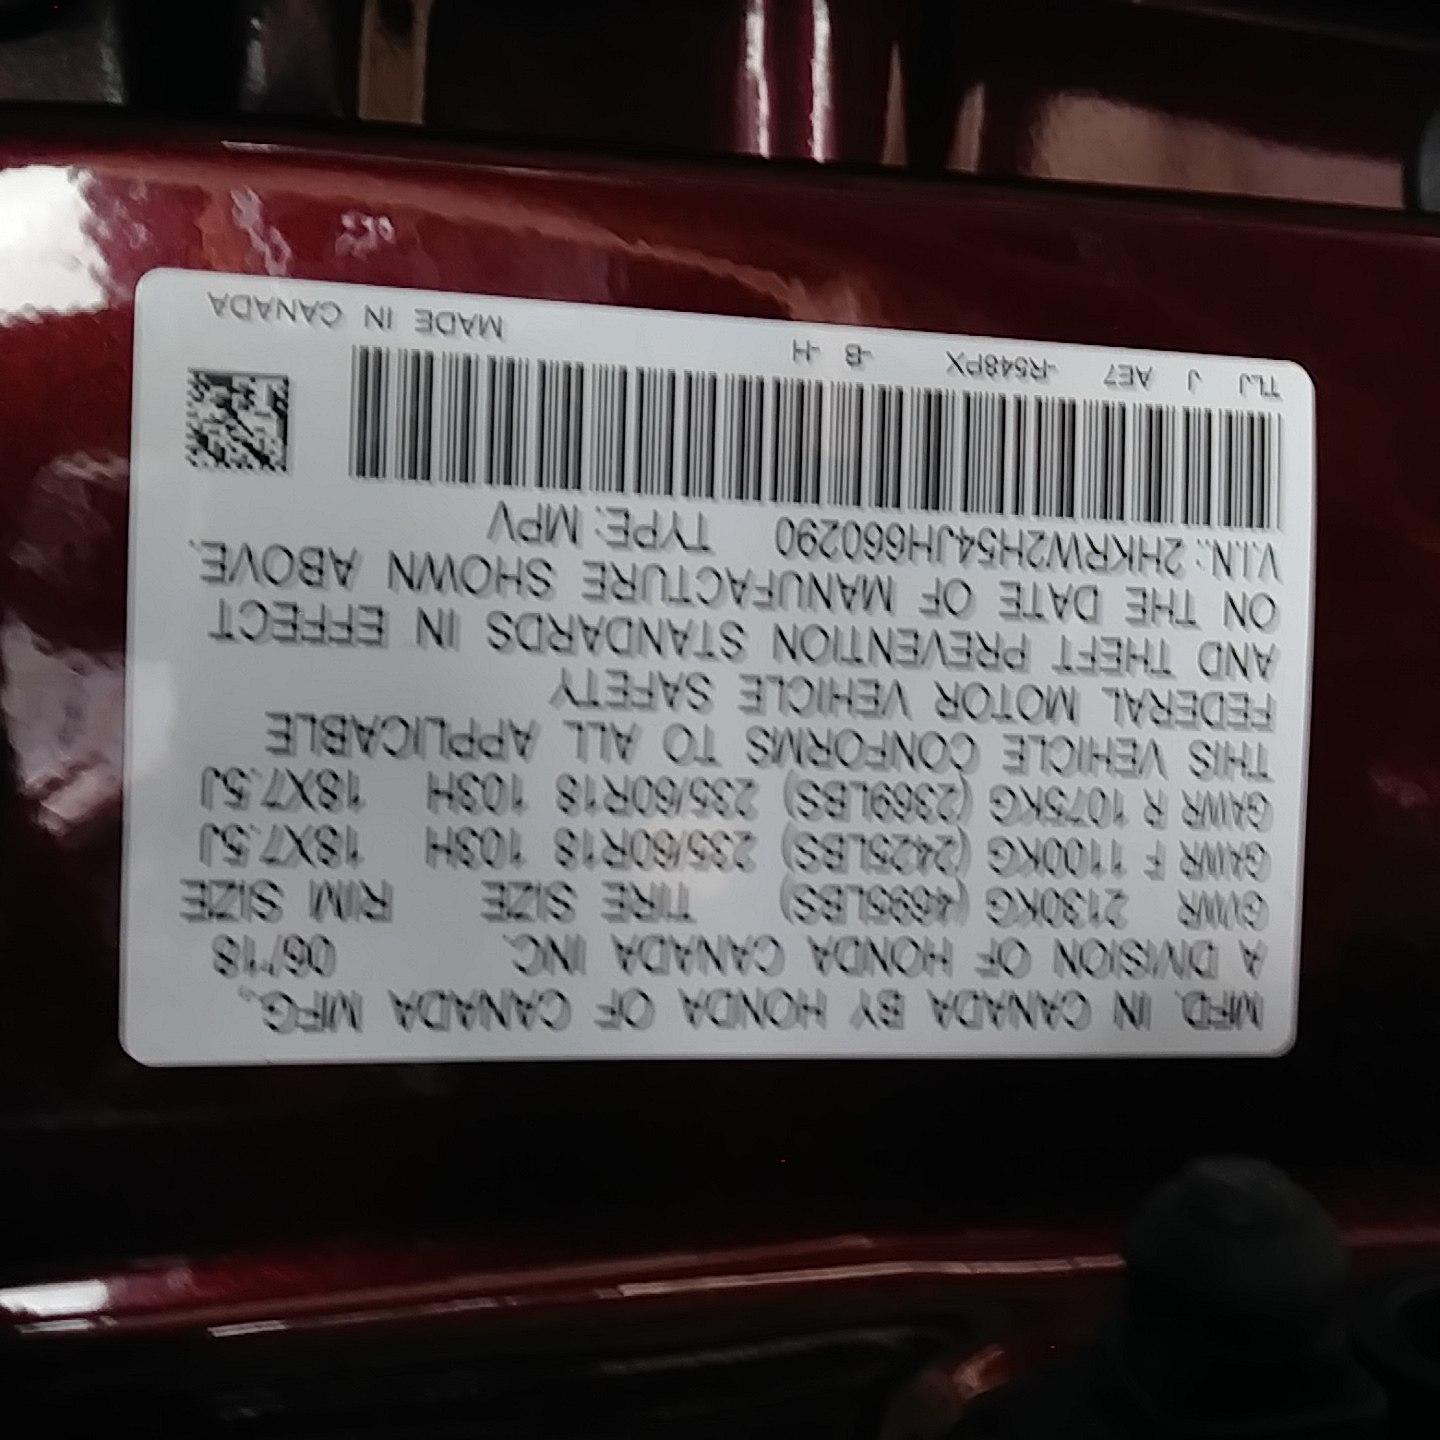 MFD. IN CANADA BY HONDA OF CANADA MFG.,
A DIVISION OF HONDA CANADA INC. 06/18
GVWR 2130KG (4695LBS) TIRE SIZE RIM SIZE
GAWR F 1100KG (2425LBS) 235/60R18 103H 18X7.5J
GAWR R 1075KG (2369LBS) 235/60R18 103H 18X7.5J
THIS VEHICLE CONFORMS TO ALL APPLICABLE
FEDERAL MOTOR VEHICLE SAFETY
AND THEFT PREVENTION STANDARDS IN EFFECT
ON THE DATE OF MANUFACTURE SHOWN ABOVE.
V.I.N.: 2HKRW2H54JH660290 TYPE: MPV
TLJ J AE7 -R548PX -B -H MADE IN CANADA